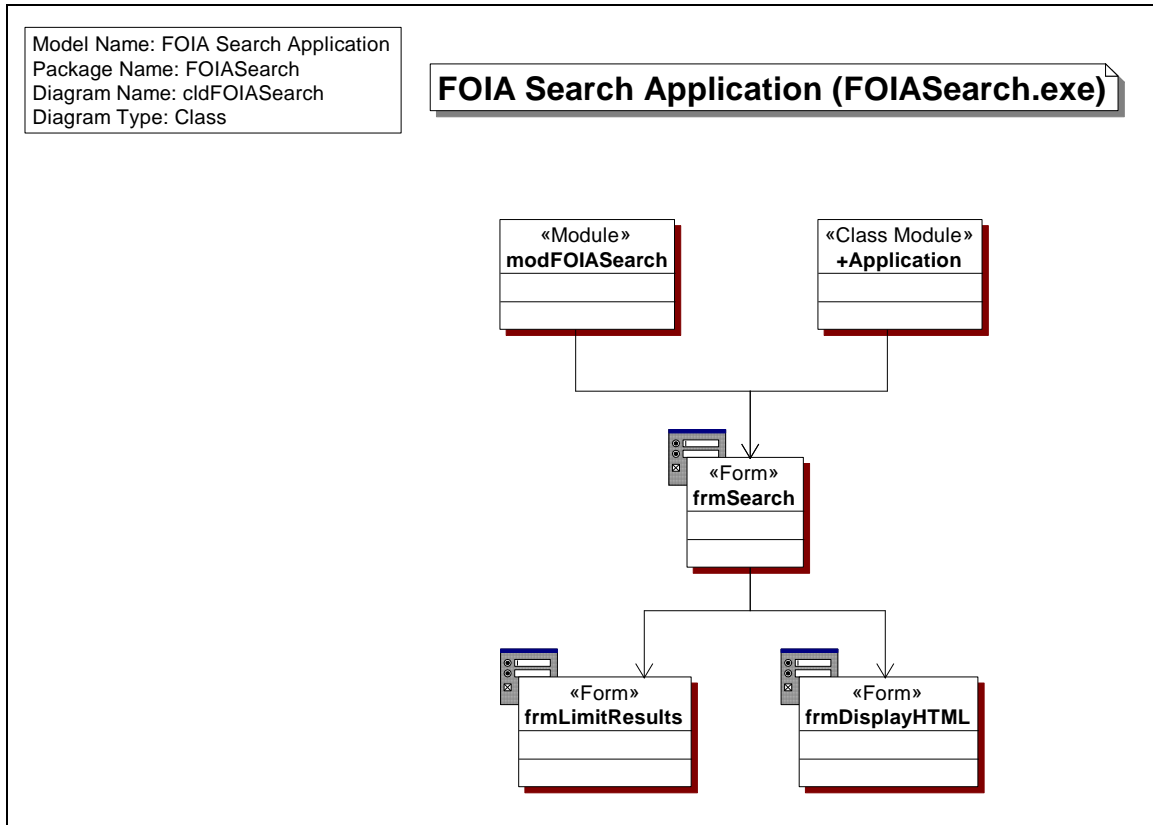 Model Name: FOIA Search Application
Package Name: FOIASearch
Diagram Name: cldFOIASearch
Diagram Type: Class
FOIA Search Application (FOIASearch.exe)
«Module»
modFOIASearch
«Class Module»
+Application
«Form»
frmSearch
«Form»
frmLimitResults
«Form»
frmDisplayHTML